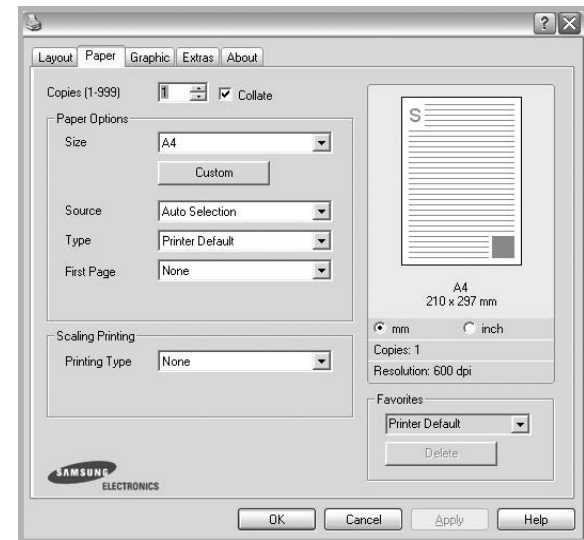 Layout Paper Graphic Extras About
Copies (1-999) 1 Collate
Paper Options
Size A4
Custom
Source Auto Selection
Type Printer Default
First Page None
Scaling Printing
Printing Type None
SAMSUNG
ELECTRONICS
S
A4
210 x 297 mm
mm inch
Copies: 1
Resolution: 600 dpi
Favorites
Printer Default
Delete
OK Cancel Apply Help